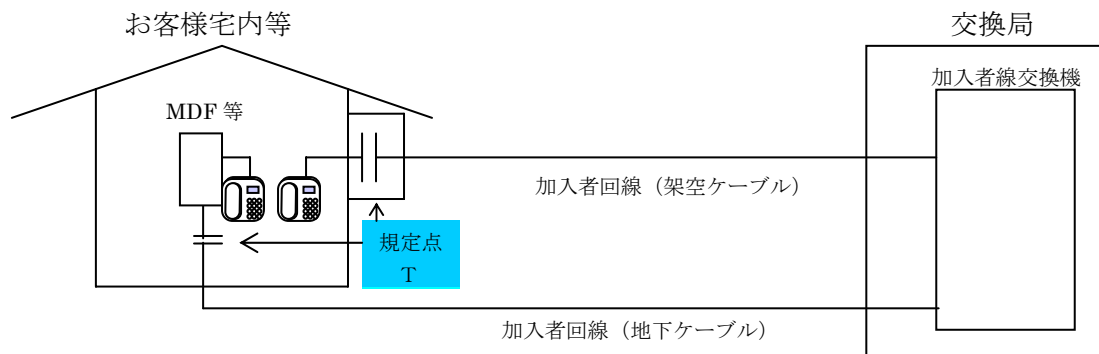 お客様宅内等
交換局
加入者線交換機
MDF 等
加入者回線（架空ケーブル）
規定点
T
加入者回線（地下ケーブル）